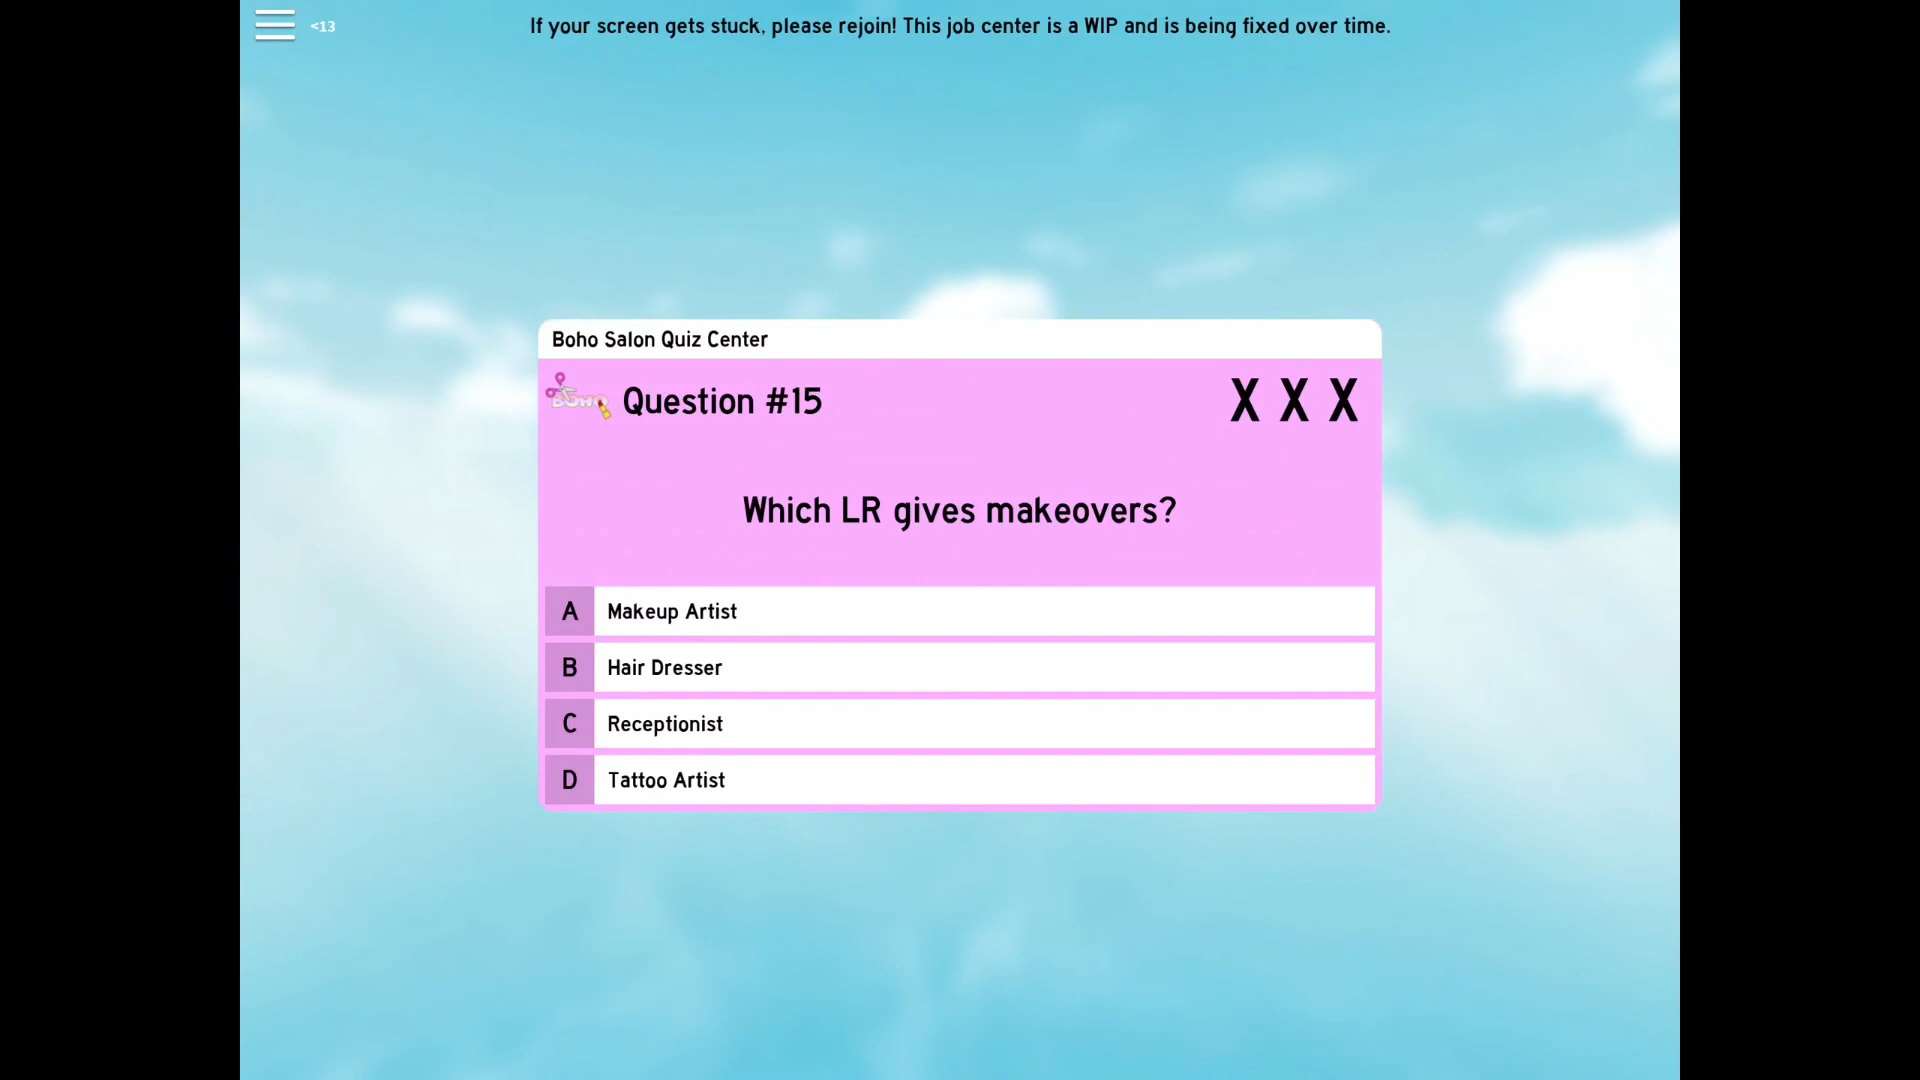 <13
If your screen gets stuck, please rejoin! This job center is a WIP and is being fixed over time.
Boho Salon Quiz Center
BOHO
Question #15
X X X
Which LR gives makeovers?
A Makeup Artist
B Hair Dresser
C Receptionist
D Tattoo Artist